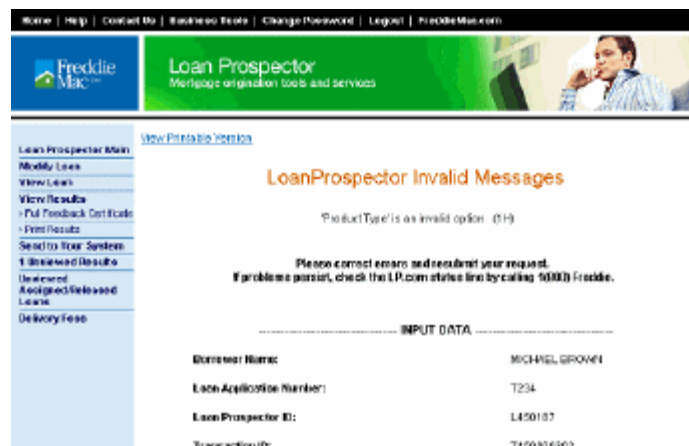 Home | Help | Contact Us | Business Tools | Change Password | Logout | FreddieMac.com
Freddie
Mac
Loan Prospector
Mortgage origination tools and services
View Printable Version
Loan Prospector Main
Modify Loan
View Loan
View Results
Full Feedback Certificate
Print Results
Send to Your System
1 Unviewed Results
Unviewed
Assigned/Released
Loans
Delivery Fees
LoanProspector Invalid Messages
'Product Type' is an invalid option (1H)
Please correct errors and resubmit your request.
If problems persist, check the LP.com status line by calling 1(800) Freddie.
INPUT DATA
Borrower Name: MICHAEL BROWN
Loan Application Number: T234
Loan Prospector ID: L450187
Transaction ID: